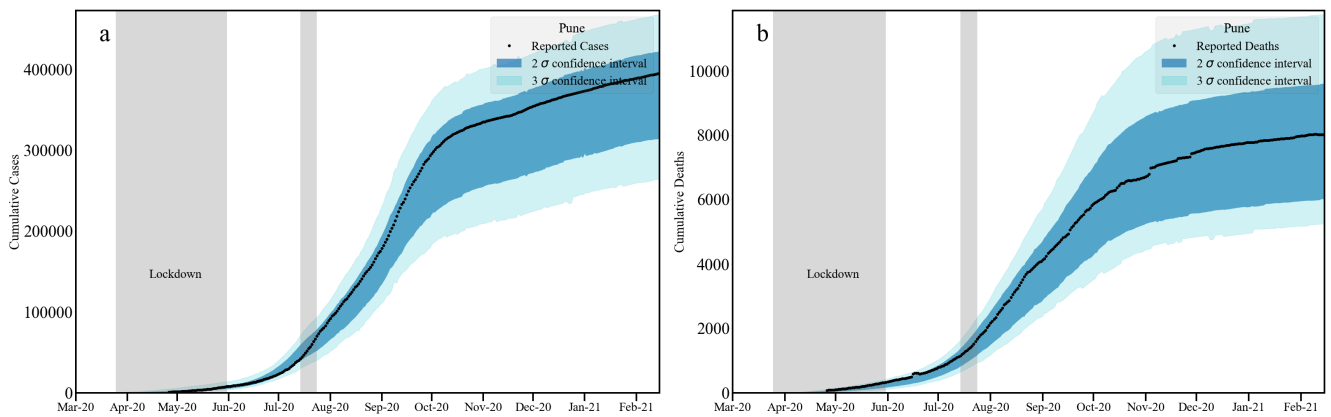 a
Pune
Reported Cases
2 σ confidence interval
3 σ confidence interval
Cumulative Cases
400000
300000
200000
100000
0
Lockdown
Mar-20 Apr-20 May-20 Jun-20 Jul-20 Aug-20 Sep-20 Oct-20 Nov-20 Dec-20 Jan-21 Feb-21
b
Pune
Reported Deaths
2 σ confidence interval
3 σ confidence interval
Cumulative Deaths
10000
8000
6000
4000
2000
0
Lockdown
Mar-20 Apr-20 May-20 Jun-20 Jul-20 Aug-20 Sep-20 Oct-20 Nov-20 Dec-20 Jan-21 Feb-21